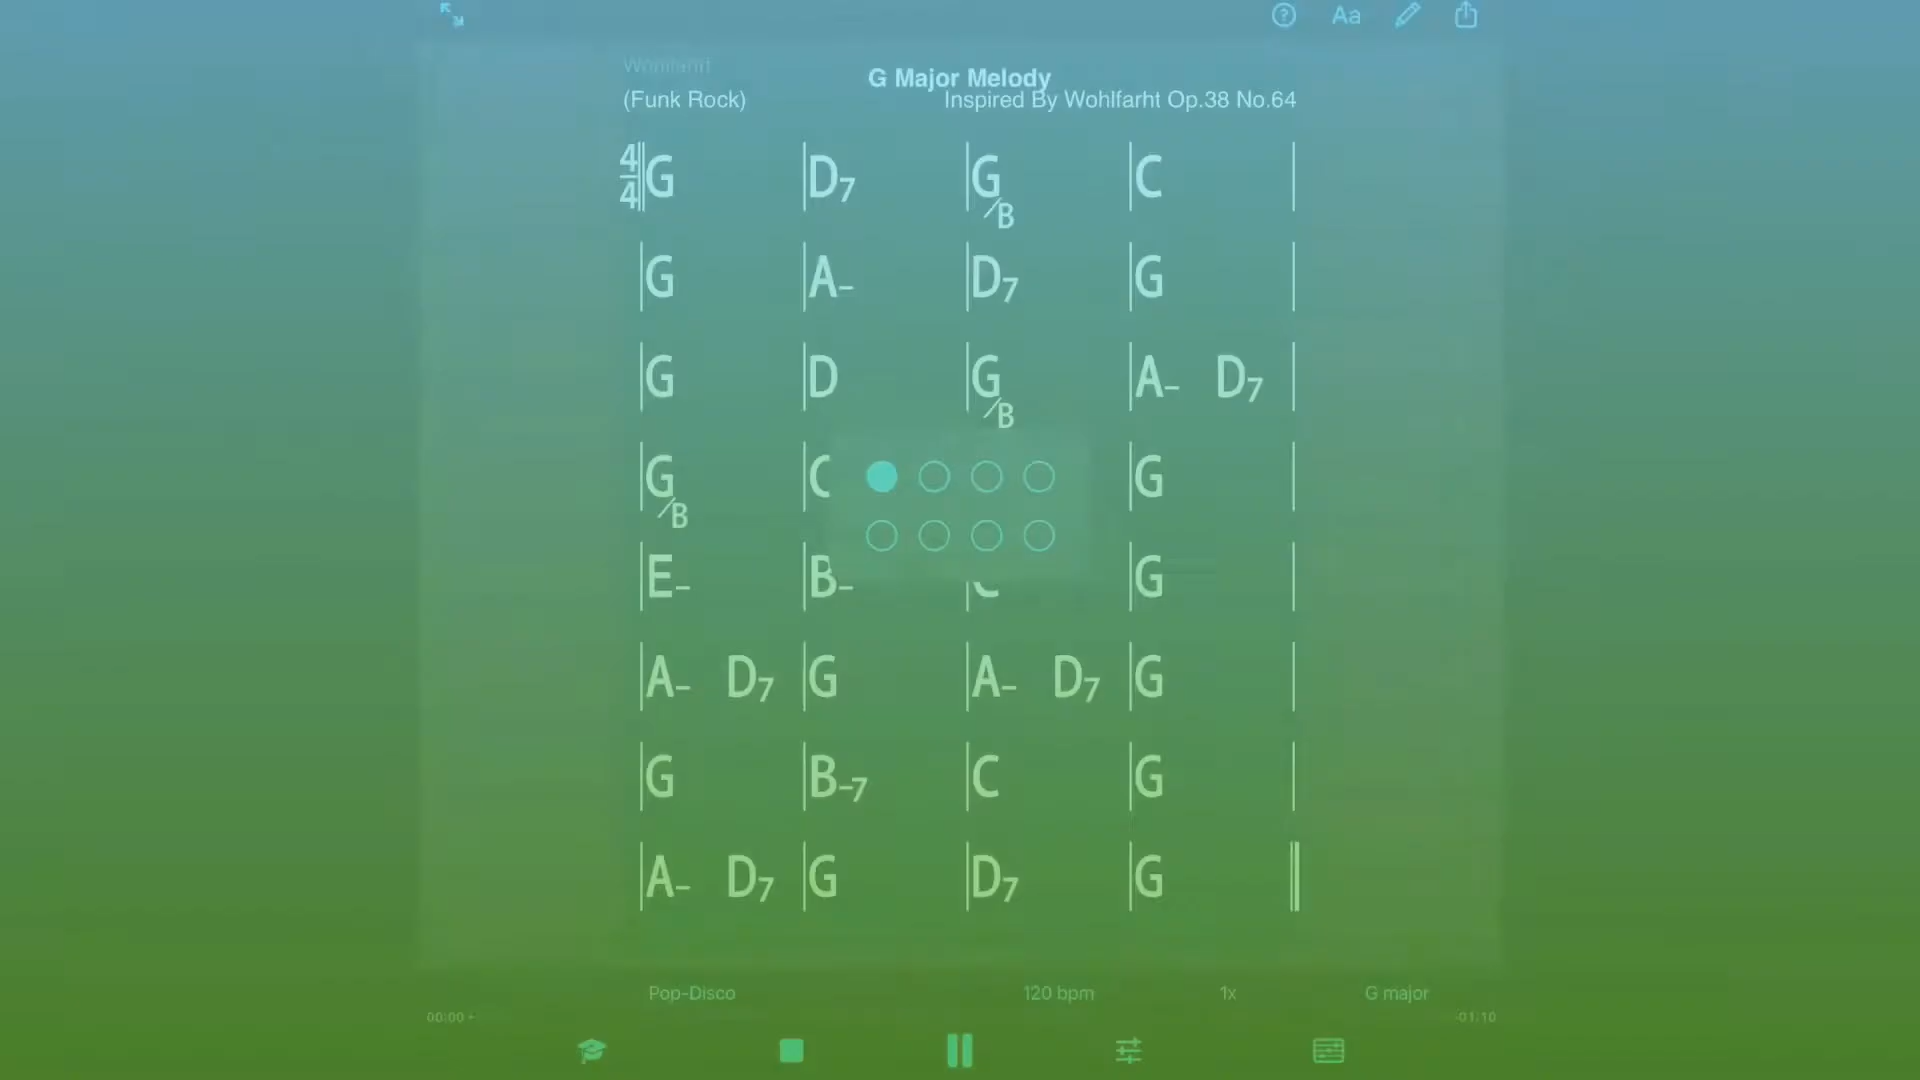 Aa
Wohlfahrt
G Major Melody
(Funk Rock) Inspired By Wohlfarht Op.38 No.64
4/4 G D7 G/B C
G A- D7 G
G D G/B A- D7
G/B C G
E- B- C G
A- D7 G A- D7 G
G B-7 C G
A- D7 G D7 G
Pop-Disco 120 bpm 1x G major
00:00 -01:10